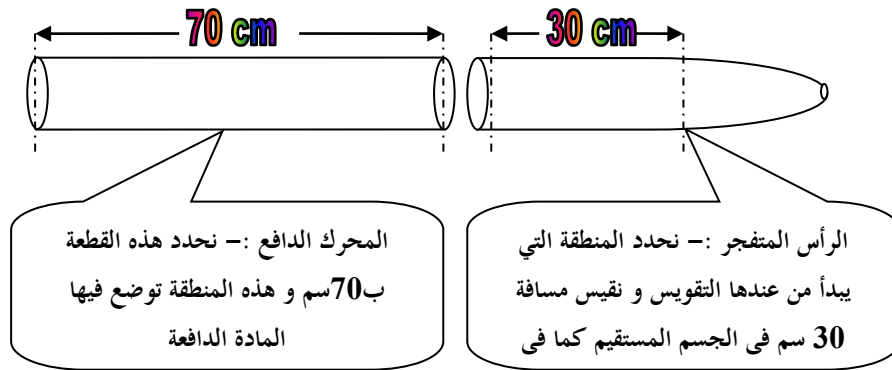 70 cm
30 cm
المحرك الدافع :– نحدد هذه القطعة
ب70سم و هذه المنطقة توضع فيها
المادة الدافعة
الرأس المتفجر :– نحدد المنطقة التي
يبدأ من عندها التقويس و نقيس مسافة
30 سم فى الجسم المستقيم كما فى